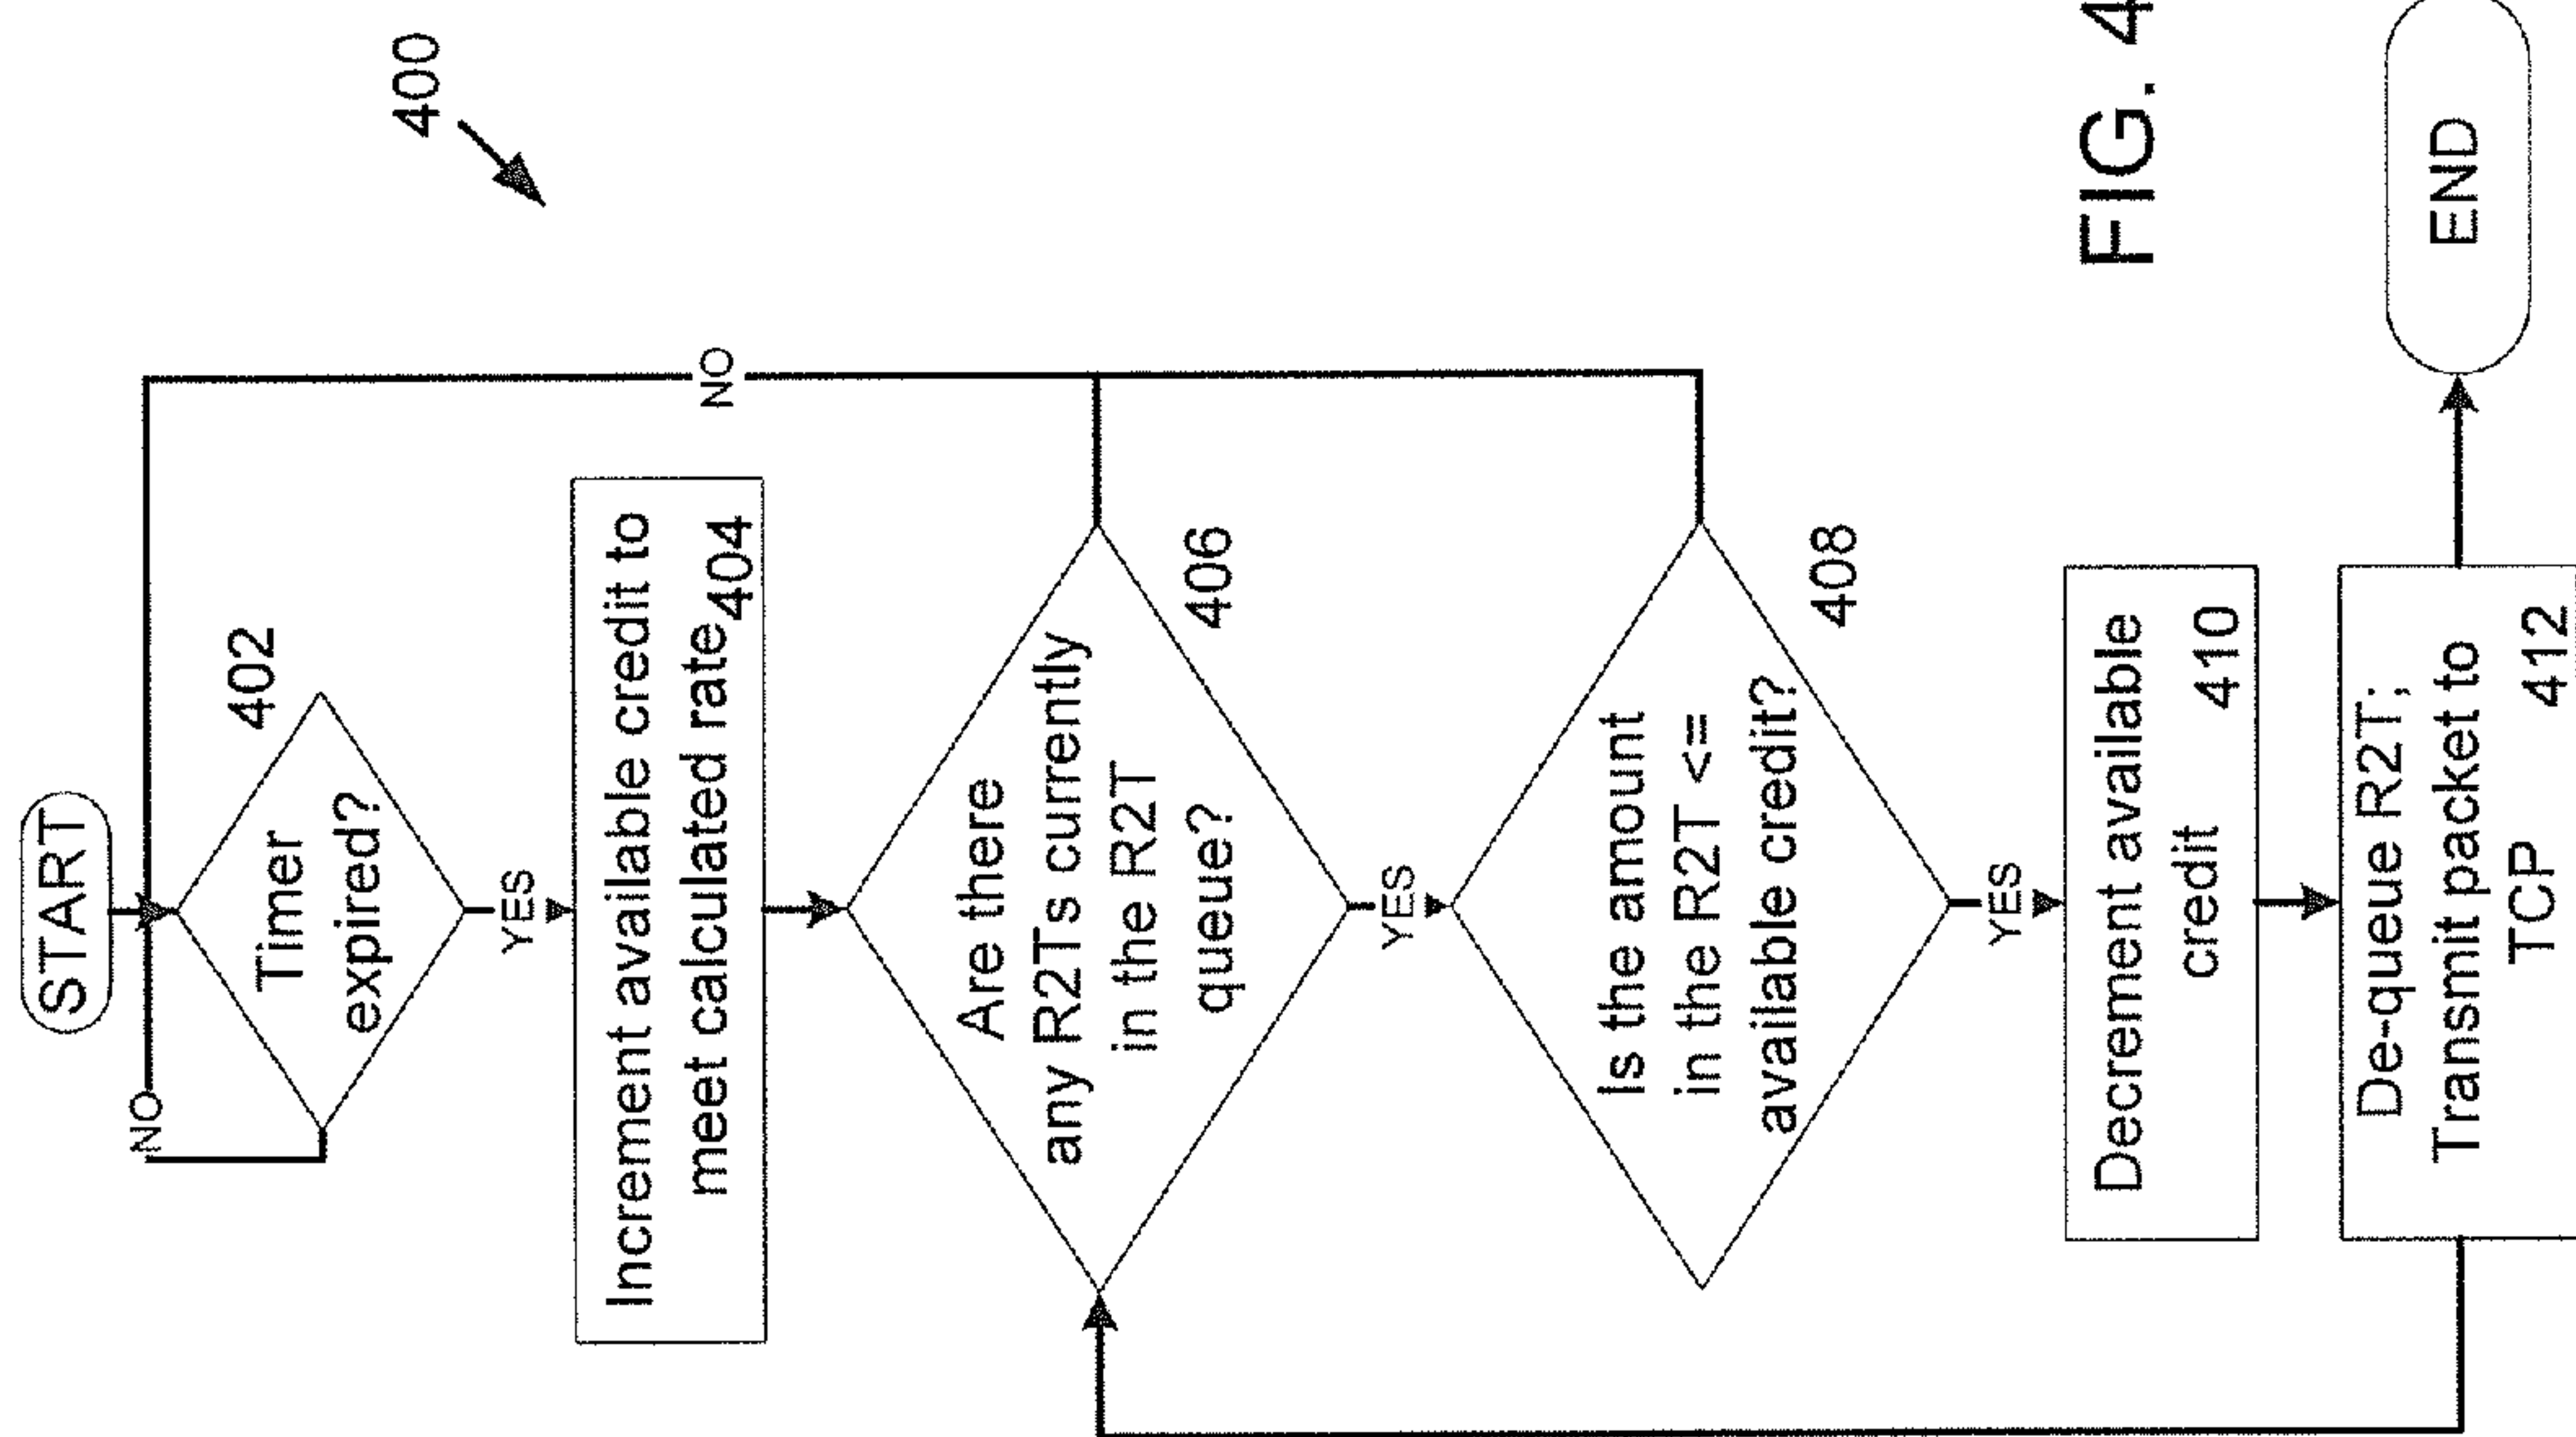 START
400
NO
402
Timer
expired?
YES
NO
Increment available credit to
meet calculated rate
404
Are there
any R2Ts currently
in the R2T
queue?
406
YES
Is the amount
in the R2T <=
available credit?
408
YES
Decrement available
credit
410
De-queue R2T;
Transmit packet to
TCP
412
END
FIG. 4